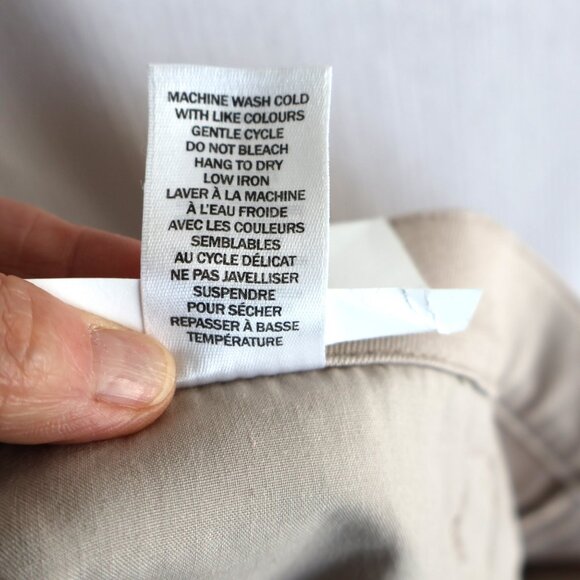 MACHINE WASH COLD
WITH LIKE COLOURS
GENTLE CYCLE
DO NOT BLEACH
HANG TO DRY
LOW IRON
LAVER À LA MACHINE
À L'EAU FROIDE
AVEC LES COULEURS
SEMBLABLES
AU CYCLE DÉLICAT
NE PAS JAVELLISER
SUSPENDRE
POUR SÉCHER
REPASSER À BASSE
TEMPÉRATURE